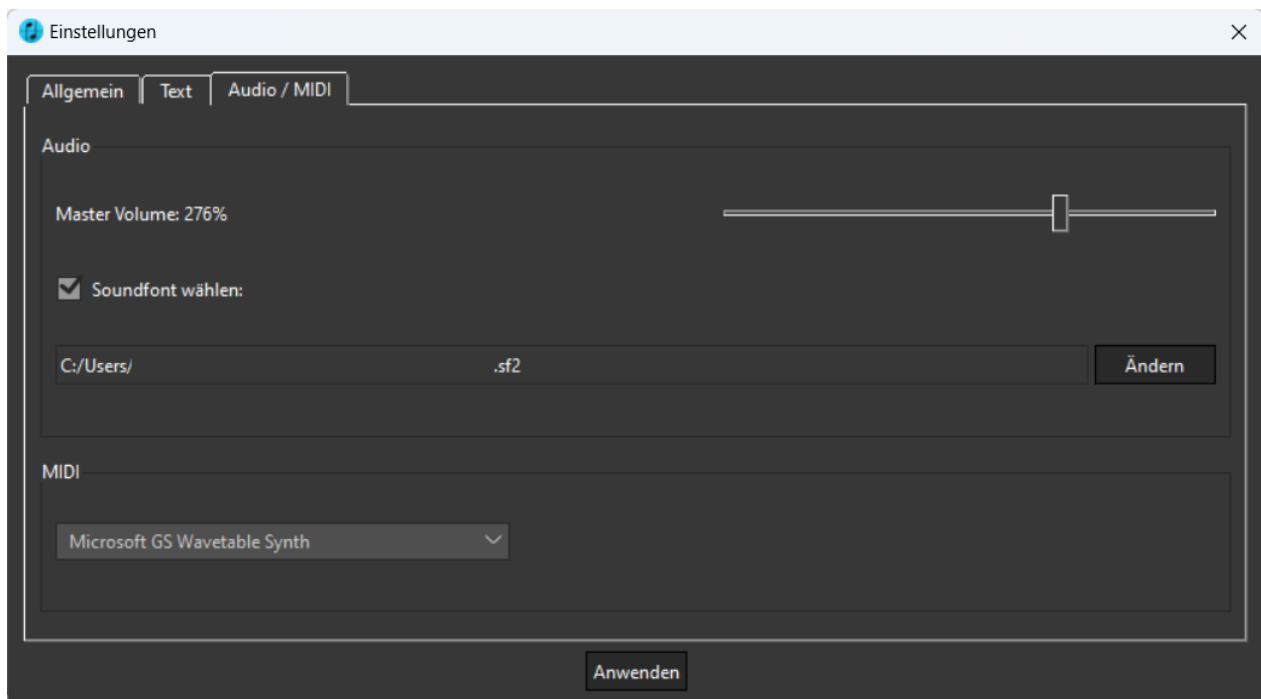 Einstellungen
Allgemein Text Audio / MIDI
Audio
Master Volume: 276%
Soundfont wählen:
C:/Users/ .sf2 Ändern
MIDI
Microsoft GS Wavetable Synth
Anwenden